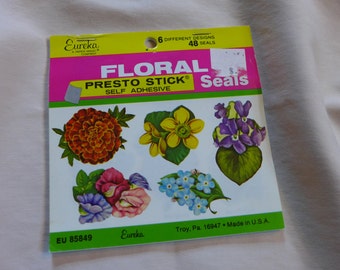 Eureka
6 DIFFERENT DESIGNS
48 SEALS
FLORAL
PRESTO STICK®
Seals
SELF ADHESIVE
EU 85849
Eureka
Troy, Pa 16947 • Made in U.S.A.